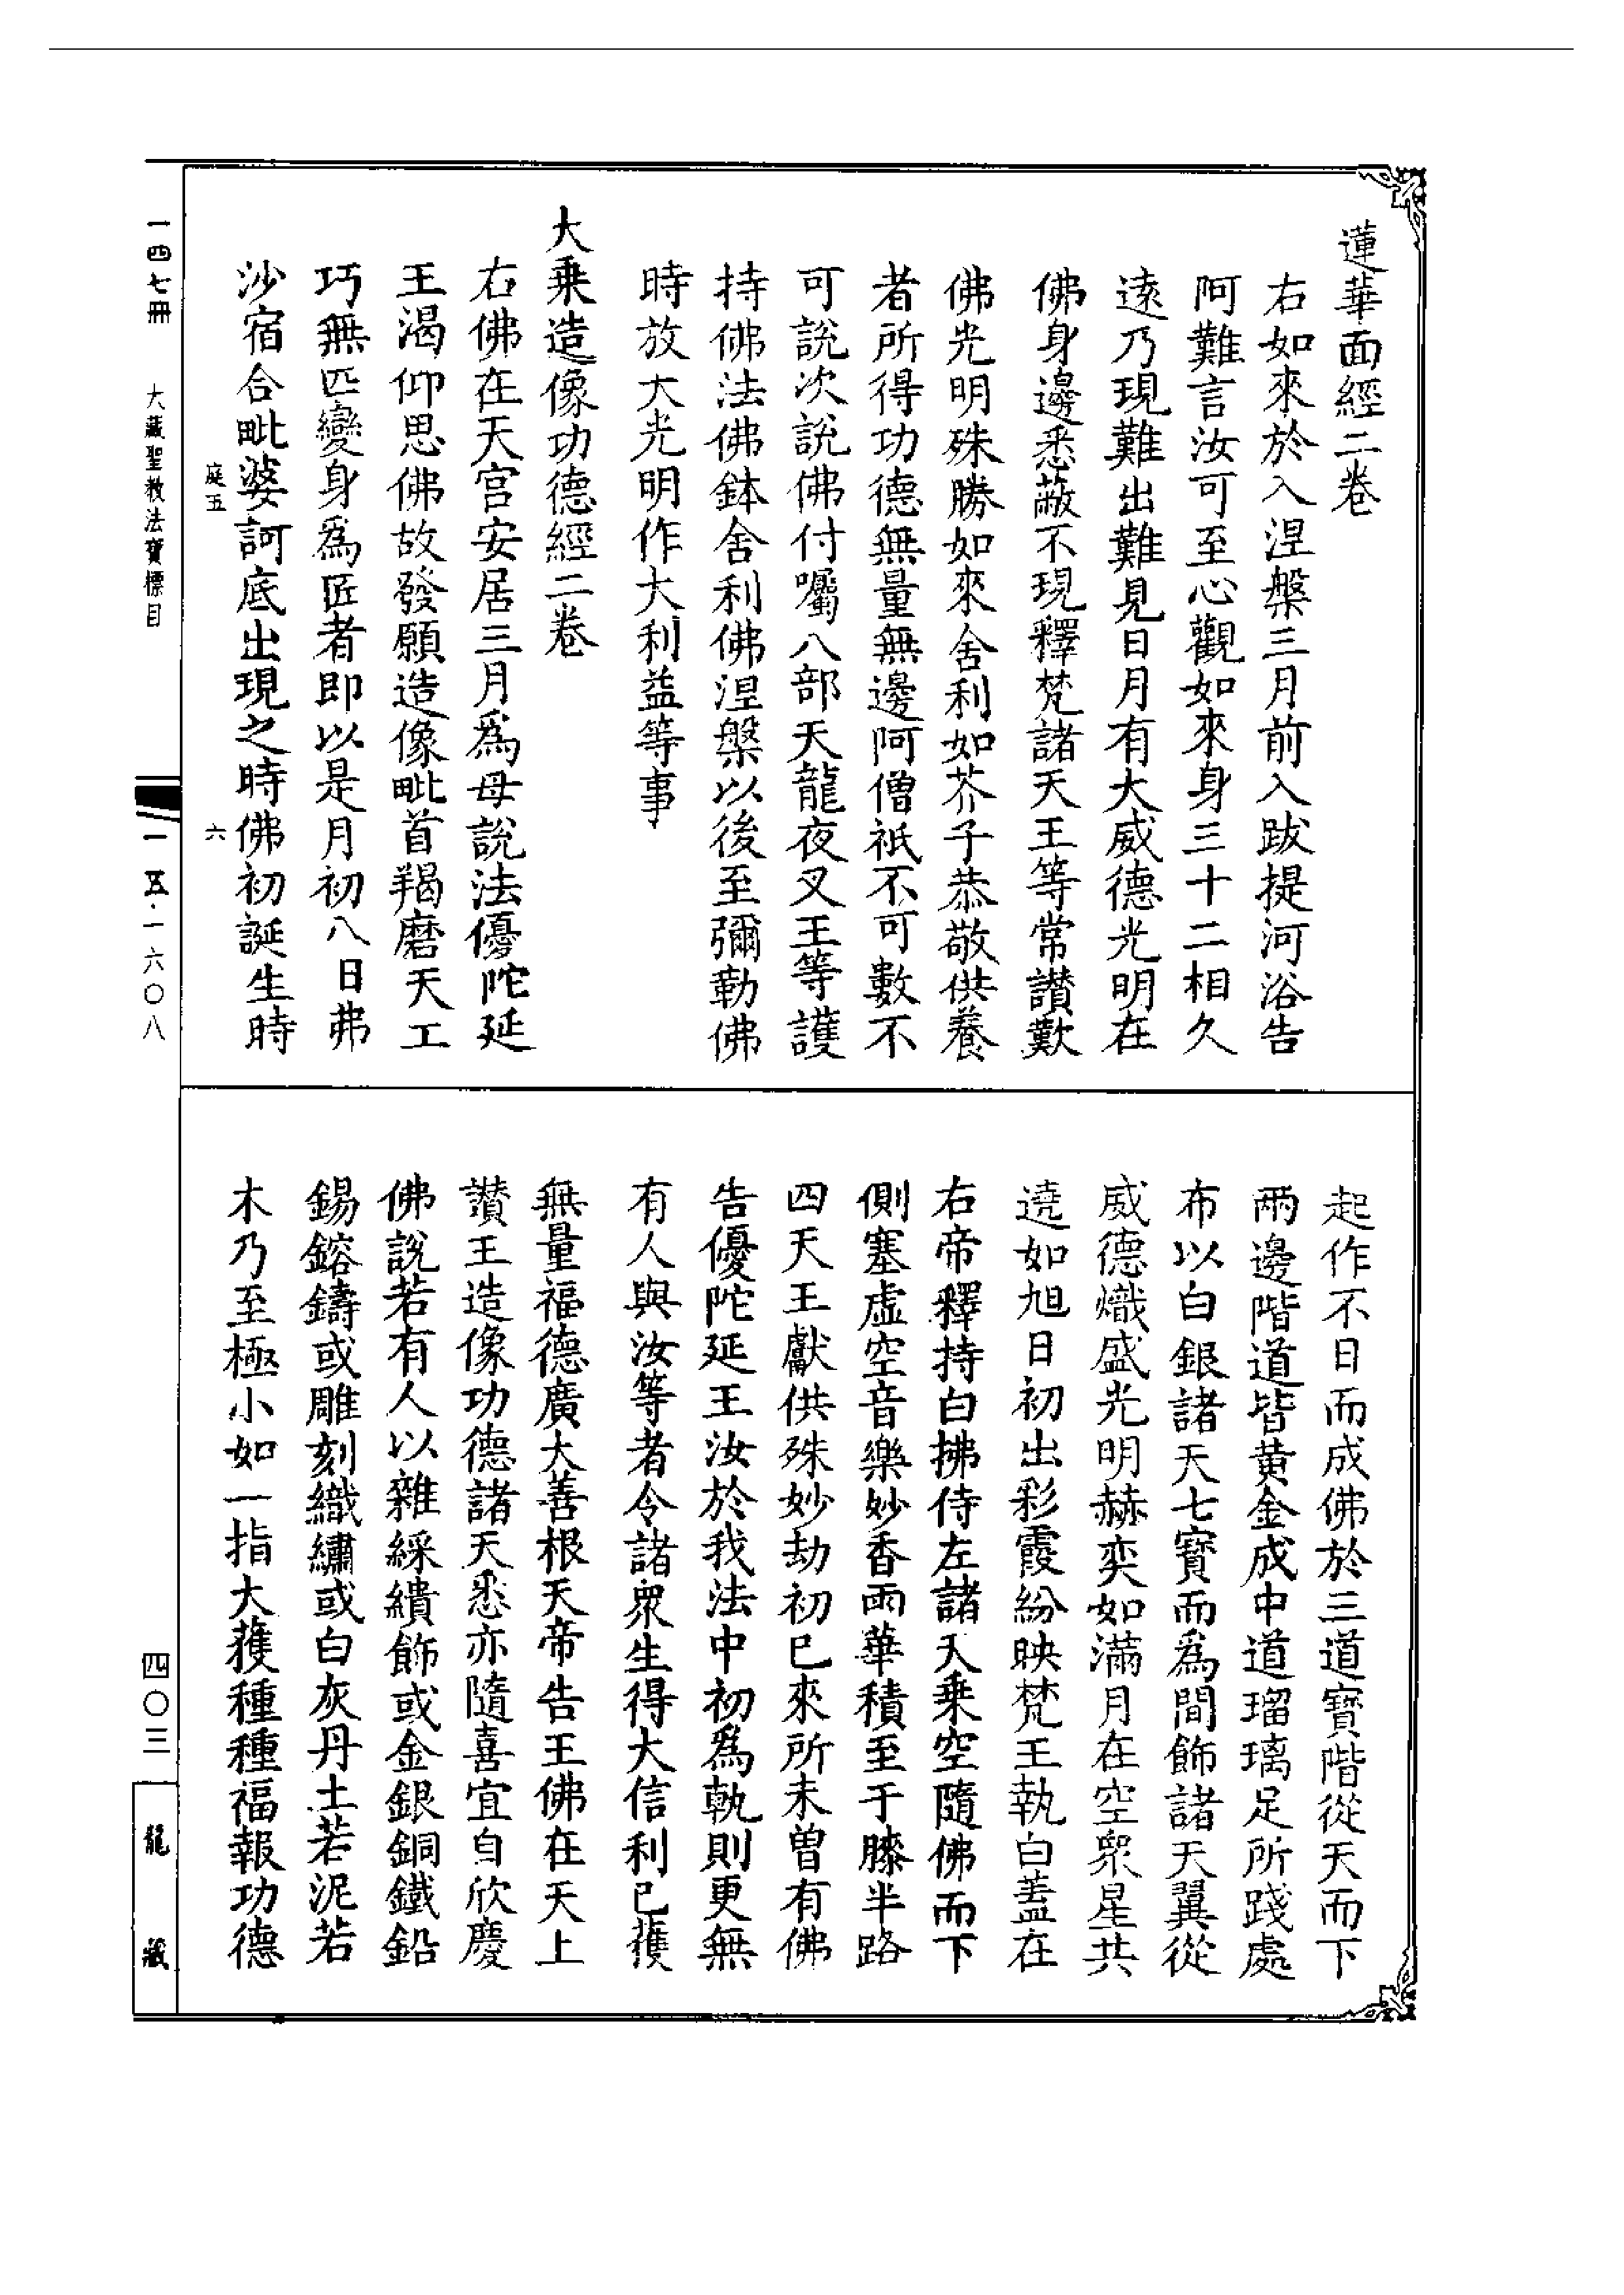 蓮華面經二卷
右如來於入涅槃三月前入跋提河浴告
阿難言汝可至心觀如來身三十二相久
遠乃現難出難見日月有大威德光明在
佛身邊悉蔽不現釋梵諸天王等常讚歎
佛光明殊勝如來舍利如芥子恭敬供養
者所得功德無量無邊阿僧祇不可數不
可說次說佛付囑八部天龍夜叉王等護
持佛法佛鉢舍利佛涅槃以後至彌勒佛
時放大光明作大利益等事
大乗造像功德經二卷
右佛在天宮安居三月爲母說法優陀延
王渴仰思佛故發願造像毗首羯磨天工
巧無匹變身爲匠者即以是月初八日弗
沙宿合毗婆訶底出現之時佛初誕生時
庭五
六
起作不日而成佛於三道寶階從天而下
兩邊階道皆黄金成中道瑠璃足所踐處
布以白銀諸天七寶而爲間飾諸天翼從
威德熾盛光明赫奕如滿月在空衆星共
遶如旭日初出彩霞紛映梵王執白蓋在
右帝釋持白拂侍左諸天乗空隨佛而下
側塞虛空音樂妙香雨華積至于膝半路
四天王獻供殊妙劫初巳來所未曾有佛
告優陀延王汝於我法中初爲軌則更無
有人與汝等者令諸衆生得大信利巳獲
無量福德廣大善根天帝告王佛在天上
讚王造像功德諸天悉亦隨喜宜自欣慶
佛說若有人以雜綵繢飾或金銀銅鐵鉛
錫鎔鑄或雕刻織繡或白灰丹土若泥若
木乃至極小如一指大獲種種福報功德
一四七冊
大藏聖教法寶標目
一五·一六〇八
四〇三
龍藏